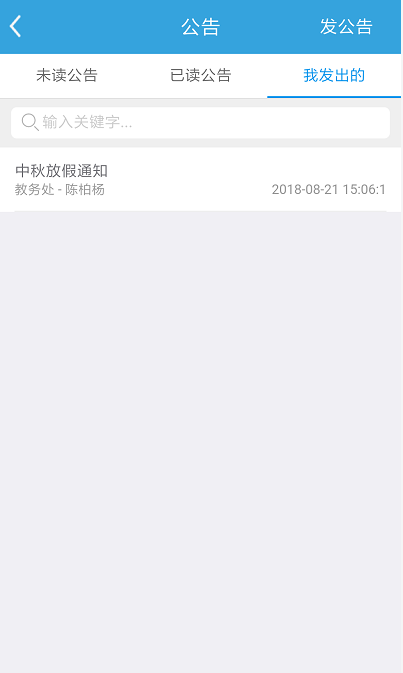 公告
发公告
未读公告
已读公告
我发出的
输入关键字...
中秋放假通知
教务处 - 陈柏杨
2018-08-21 15:06:1